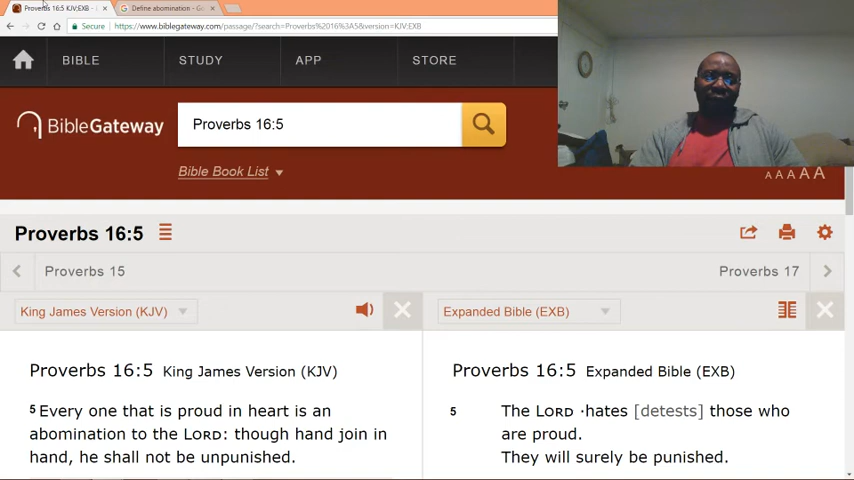 Proverbs 16:5 KJV;EXB -
Define abomination - Go
Secure
https://www.biblegateway.com/passage/?search=Proverbs%2016%3A5&version=KJV;EXB
BIBLE STUDY APP STORE
BibleGateway
Proverbs 16:5
Bible Book List
A A A A A
Proverbs 16:5
Proverbs 15
Proverbs 17
King James Version (KJV)
Expanded Bible (EXB)
Proverbs 16:5 King James Version (KJV)
5 Every one that is proud in heart is an
abomination to the LORD: though hand join in
hand, he shall not be unpunished.
Proverbs 16:5 Expanded Bible (EXB)
5 The LORD ·hates [detests] those who
are proud.
They will surely be punished.